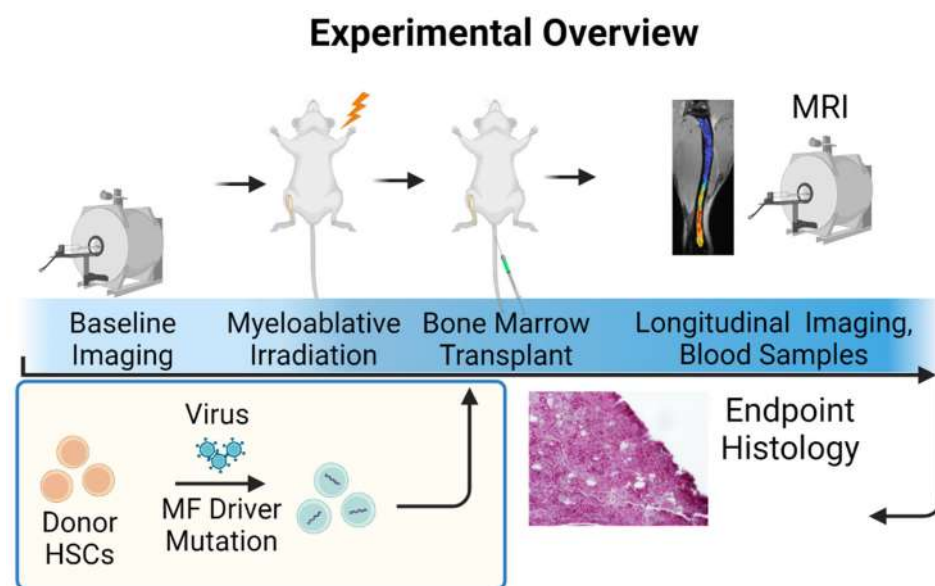 Experimental Overview
MRI
Baseline
Imaging
Myeloablative
Irradiation
Bone Marrow
Transplant
Longitudinal Imaging,
Blood Samples
Virus
MF Driver
Mutation
Donor
HSCs
Endpoint
Histology